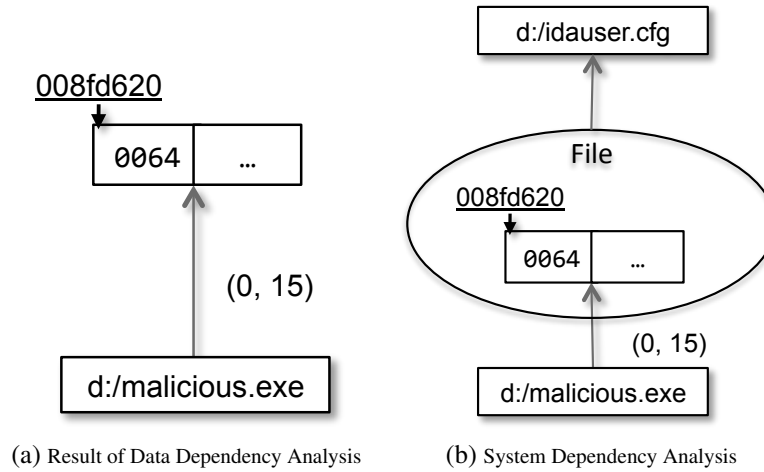 008fd620
0064 ...
(0, 15)
d:/malicious.exe
(a) Result of Data Dependency Analysis
d:/idauser.cfg
File
008fd620
0064 ...
(0, 15)
d:/malicious.exe
(b) System Dependency Analysis